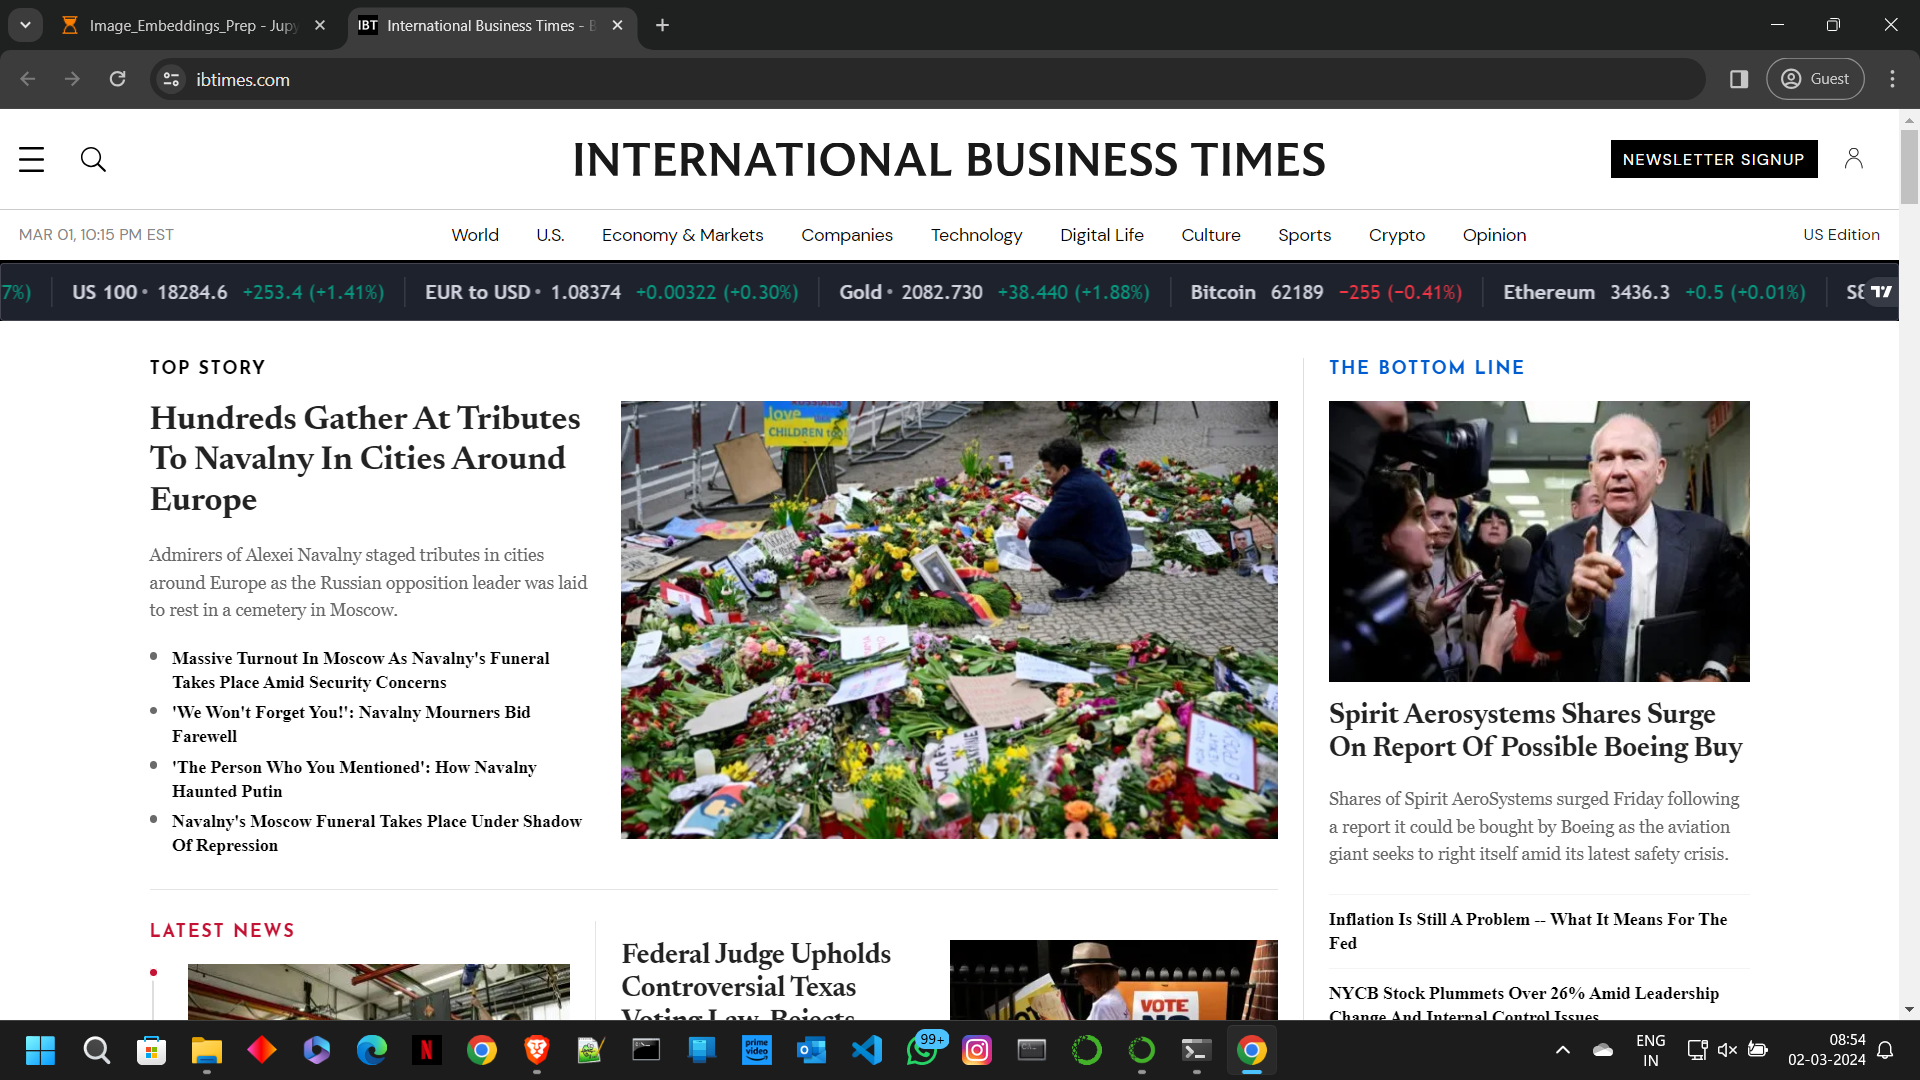 Image_Embeddings_Prep - Jupy
International Business Times - B
ibtimes.com
Guest
INTERNATIONAL BUSINESS TIMES
NEWSLETTER SIGNUP
MAR 01, 10:15 PM EST
World
U.S.
Economy & Markets
Companies
Technology
Digital Life
Culture
Sports
Crypto
Opinion
US Edition
7%)
US 100 • 18284.6 +253.4 (+1.41%)
EUR to USD • 1.08374 +0.00322 (+0.30%)
Gold • 2082.730 +38.440 (+1.88%)
Bitcoin 62189 −255 (−0.41%)
Ethereum 3436.3 +0.5 (+0.01%)
TOP STORY
Hundreds Gather At Tributes
To Navalny In Cities Around
Europe
Admirers of Alexei Navalny staged tributes in cities
around Europe as the Russian opposition leader was laid
to rest in a cemetery in Moscow.
Massive Turnout In Moscow As Navalny's Funeral
Takes Place Amid Security Concerns
'We Won't Forget You!': Navalny Mourners Bid
Farewell
'The Person Who You Mentioned': How Navalny
Haunted Putin
Navalny's Moscow Funeral Takes Place Under Shadow
Of Repression
love
CHILDREN too!
THE BOTTOM LINE
Spirit Aerosystems Shares Surge
On Report Of Possible Boeing Buy
Shares of Spirit AeroSystems surged Friday following
a report it could be bought by Boeing as the aviation
giant seeks to right itself amid its latest safety crisis.
Inflation Is Still A Problem -- What It Means For The
Fed
NYCB Stock Plummets Over 26% Amid Leadership
Change And Internal Control Issues
LATEST NEWS
Federal Judge Upholds
Controversial Texas
Voting Law, Rejects
VOTE
NO
99+
prime
video
ENG
IN
08:54
02-03-2024